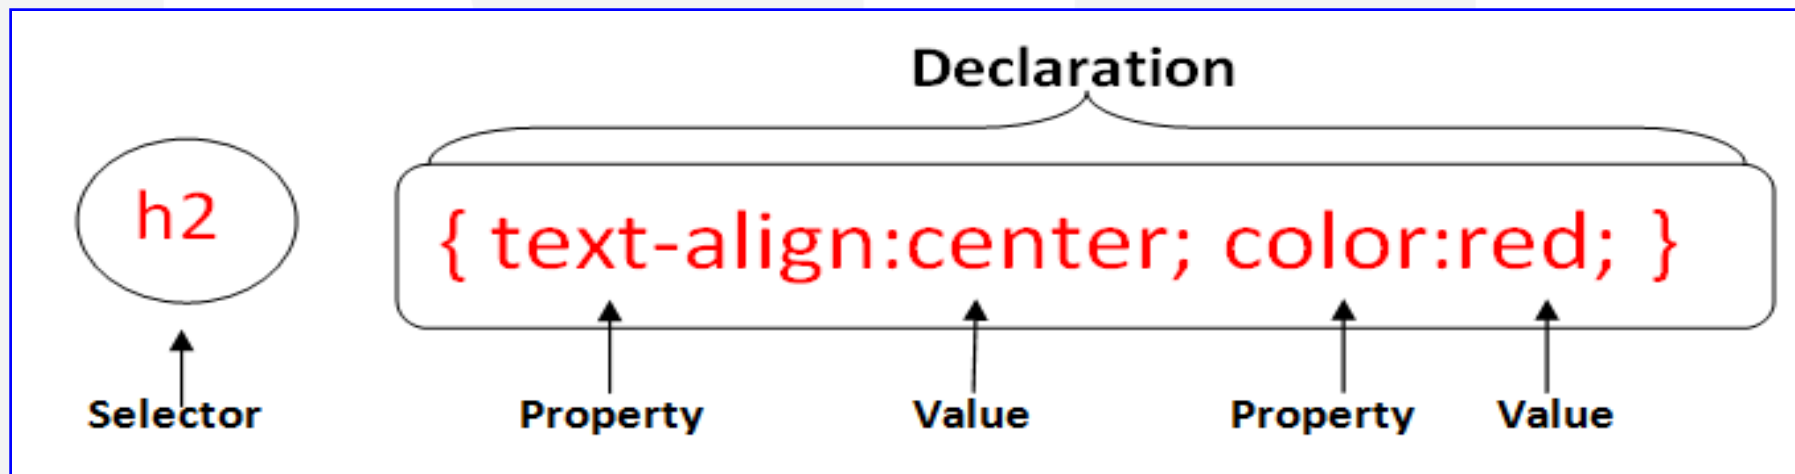 Declaration
h2 { text-align:center; color:red; }
Selector Property Value Property Value